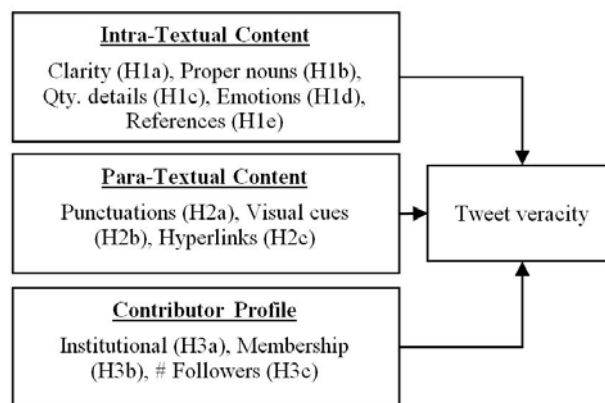 Intra-Textual Content
Clarity (H1a), Proper nouns (H1b),
Qty. details (H1c), Emotions (H1d),
References (H1e)
Para-Textual Content
Punctuations (H2a), Visual cues
(H2b), Hyperlinks (H2c)
Tweet veracity
Contributor Profile
Institutional (H3a), Membership
(H3b), # Followers (H3c)